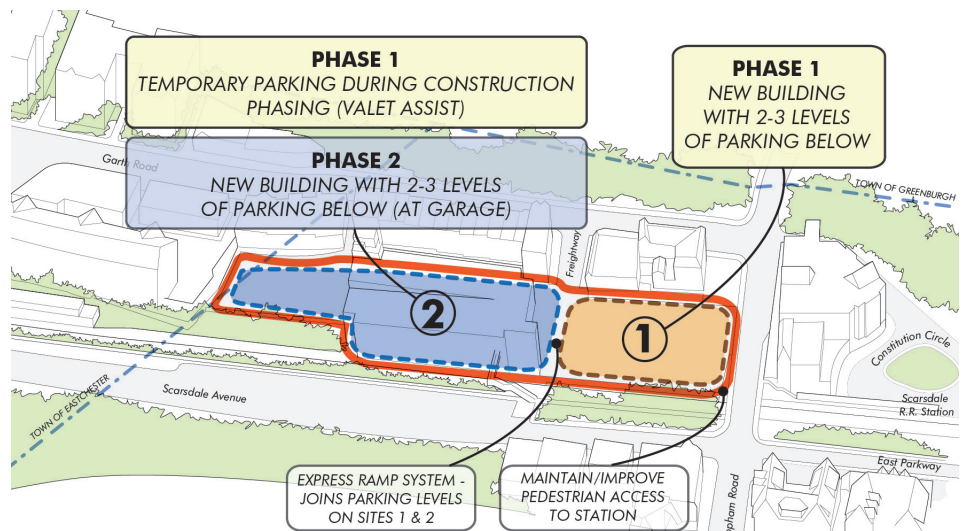 PHASE 1
TEMPORARY PARKING DURING CONSTRUCTION
PHASING (VALET ASSIST)
PHASE 1
NEW BUILDING
WITH 2-3 LEVELS
OF PARKING BELOW
PHASE 2
NEW BUILDING WITH 2-3 LEVELS
OF PARKING BELOW (AT GARAGE)
Garth Road
TOWN OF GREENBURGH
Freightway
2
1
Constitution Circle
Scarsdale
R.R. Station
Scarsdale Avenue
TOWN OF EASTCHESTER
East Parkway
EXPRESS RAMP SYSTEM -
JOINS PARKING LEVELS
ON SITES 1 & 2
MAINTAIN/IMPROVE
PEDESTRIAN ACCESS
TO STATION
Road